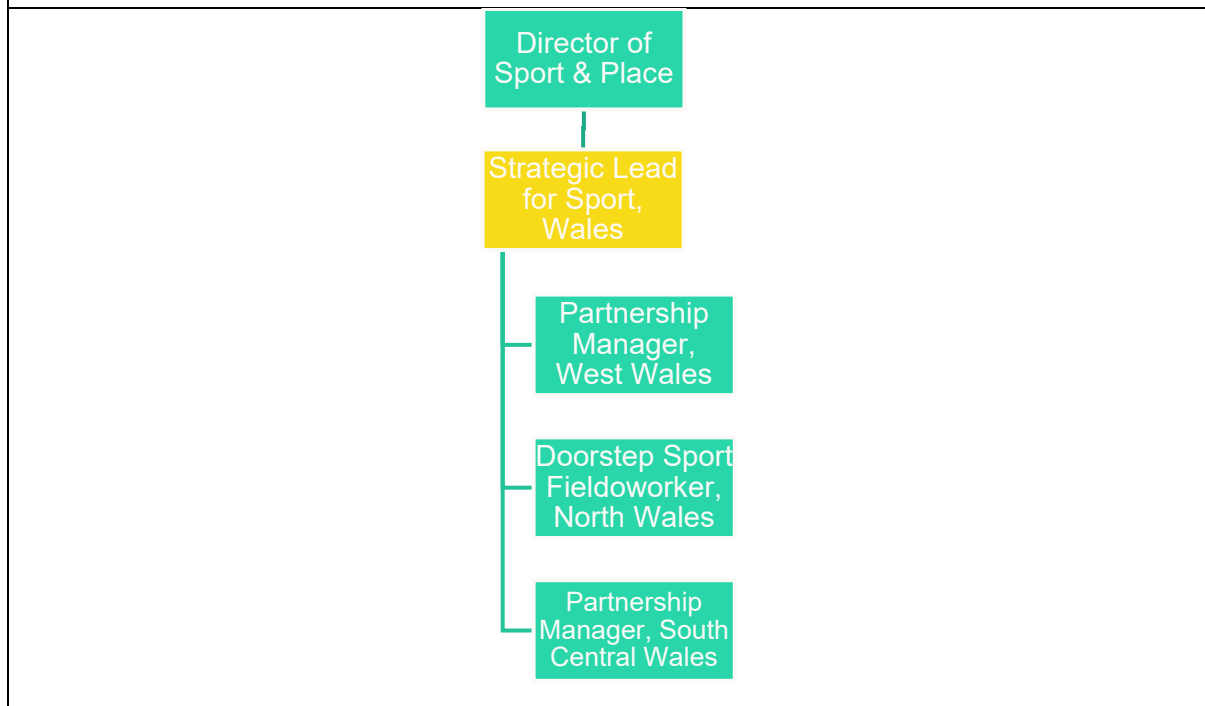 Director of
Sport & Place
Strategic Lead
for Sport,
Wales
Partnership
Manager,
West Wales
Doorstep Sport
Fieldoworker,
North Wales
Partnership
Manager, South
Central Wales